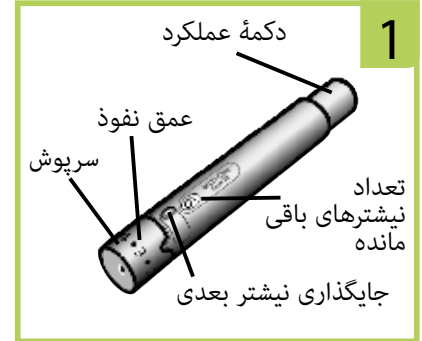 1
دکمهٔ عملکرد
عمق نفوذ
سرپوش
تعداد
نیشترهای باقی
مانده
جایگذاری نیشتر بعدی